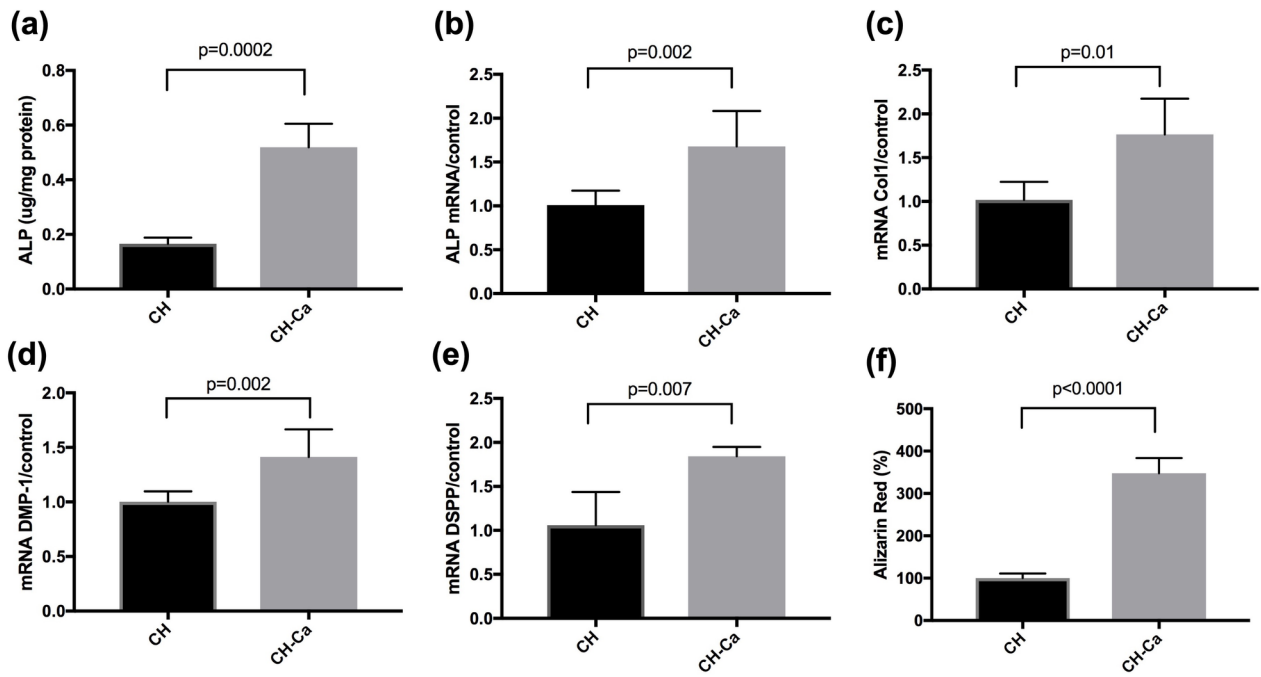 (a)
p=0.0002
ALP (ug/mg protein)
0.8
0.6
0.4
0.2
0.0
CH
CH-Ca
(b)
p=0.002
ALP mRNA/control
2.5
2.0
1.5
1.0
0.5
0.0
CH
CH-Ca
(c)
p=0.01
mRNA Col1/control
2.5
2.0
1.5
1.0
0.5
0.0
CH
CH-Ca
(d)
p=0.002
mRNA DMP-1/control
2.0
1.5
1.0
0.5
0.0
CH
CH-Ca
(e)
p=0.007
mRNA DSPP/control
2.5
2.0
1.5
1.0
0.5
0.0
CH
CH-Ca
(f)
p<0.0001
Alizarin Red (%)
500
400
300
200
100
0
CH
CH-Ca